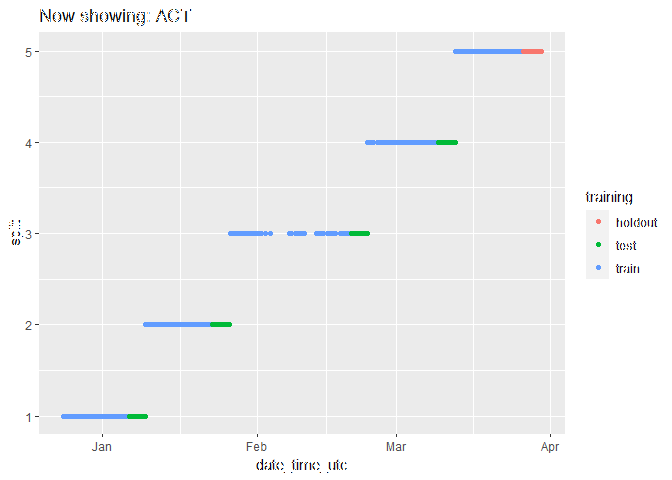 Now showing: ACT
5
4
3
2
1
Jan Feb Mar Apr
date_time_utc
training
holdout
test
train